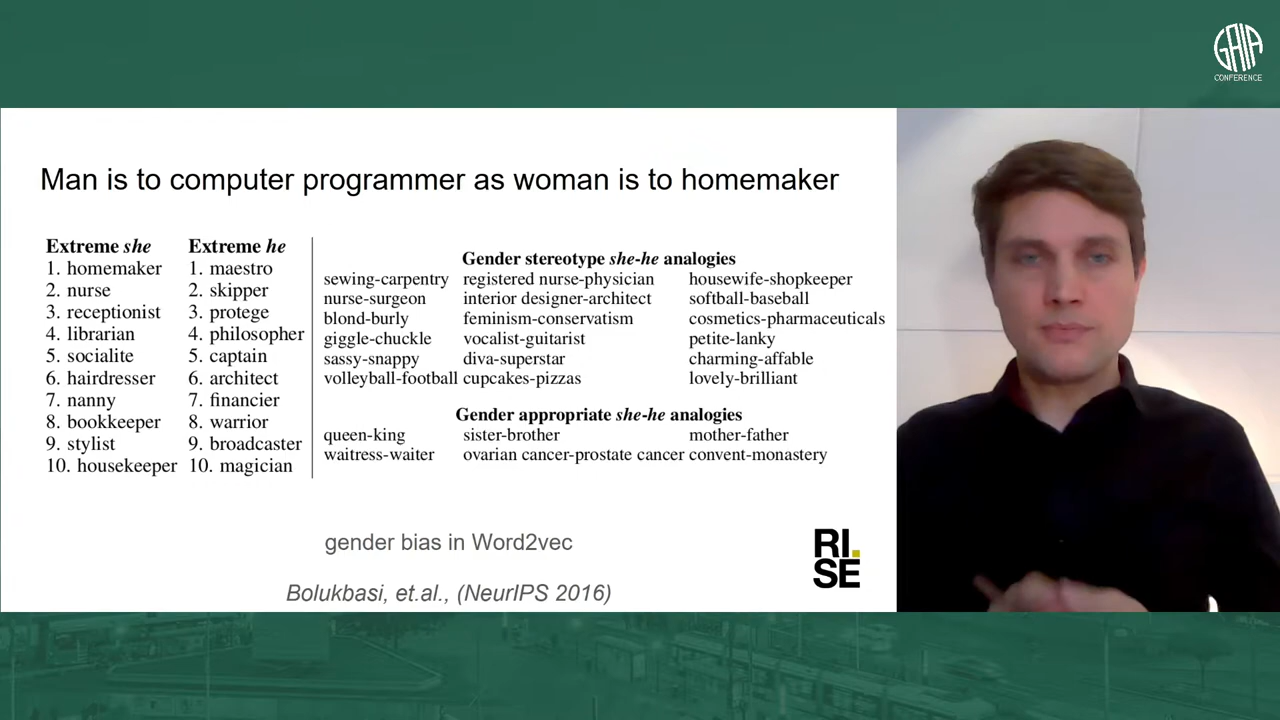 GAIA
CONFERENCE
Man is to computer programmer as woman is to homemaker
Extreme she
1. homemaker
2. nurse
3. receptionist
4. librarian
5. socialite
6. hairdresser
7. nanny
8. bookkeeper
9. stylist
10. housekeeper
Extreme he
1. maestro
2. skipper
3. protege
4. philosopher
5. captain
6. architect
7. financier
8. warrior
9. broadcaster
10. magician
Gender stereotype she-he analogies
sewing-carpentry registered nurse-physician housewife-shopkeeper
nurse-surgeon interior designer-architect softball-baseball
blond-burly feminism-conservatism cosmetics-pharmaceuticals
giggle-chuckle vocalist-guitarist petite-lanky
sassy-snappy diva-superstar charming-affable
volleyball-football cupcakes-pizzas lovely-brilliant
Gender appropriate she-he analogies
queen-king sister-brother mother-father
waitress-waiter ovarian cancer-prostate cancer convent-monastery
gender bias in Word2vec
Bolukbasi, et.al., (NeurIPS 2016)
RI.
SE